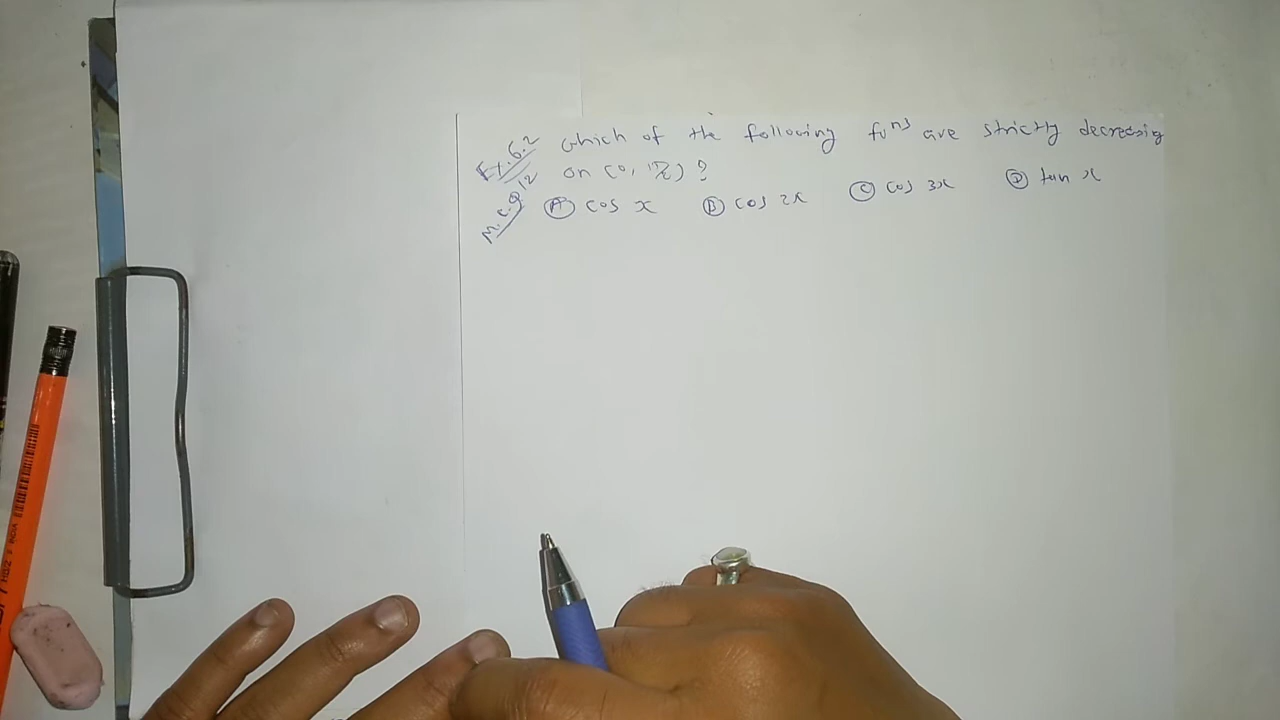 Ex. 6.2
M.C.Q. 12
Which of the following fuⁿˢ are strictly decreasing
on (0, π/2) ?
Ⓐ cos x Ⓑ cos 2x Ⓒ cos 3x Ⓓ tan x